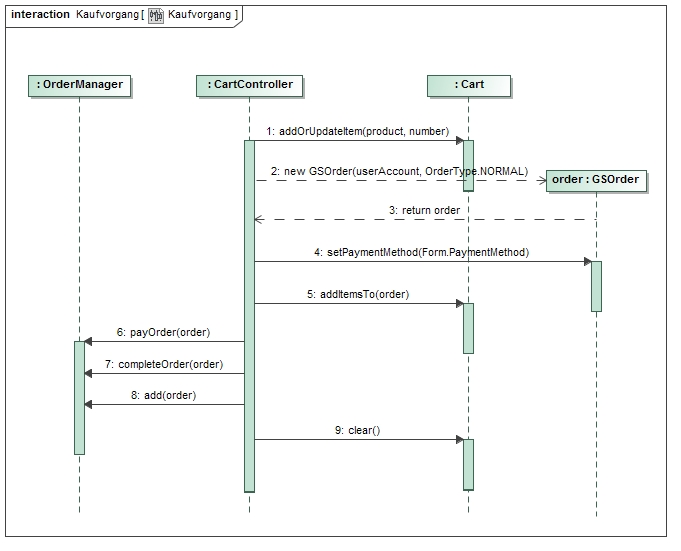 interaction Kaufvorgang [ Kaufvorgang ]
: OrderManager
: CartController
: Cart
1: addOrUpdateItem(product, number)
2: new GSOrder(userAccount, OrderType.NORMAL)
order : GSOrder
3: return order
4: setPaymentMethod(Form.PaymentMethod)
5: addItemsTo(order)
6: payOrder(order)
7: completeOrder(order)
8: add(order)
9: clear()